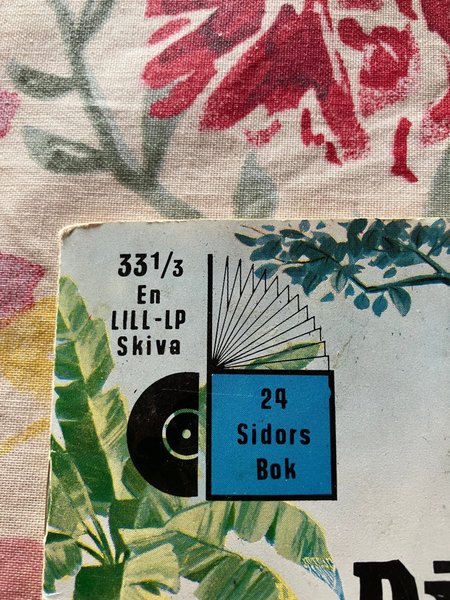 33 1/3
En
LILL-LP
Skiva
24
Sidors
Bok